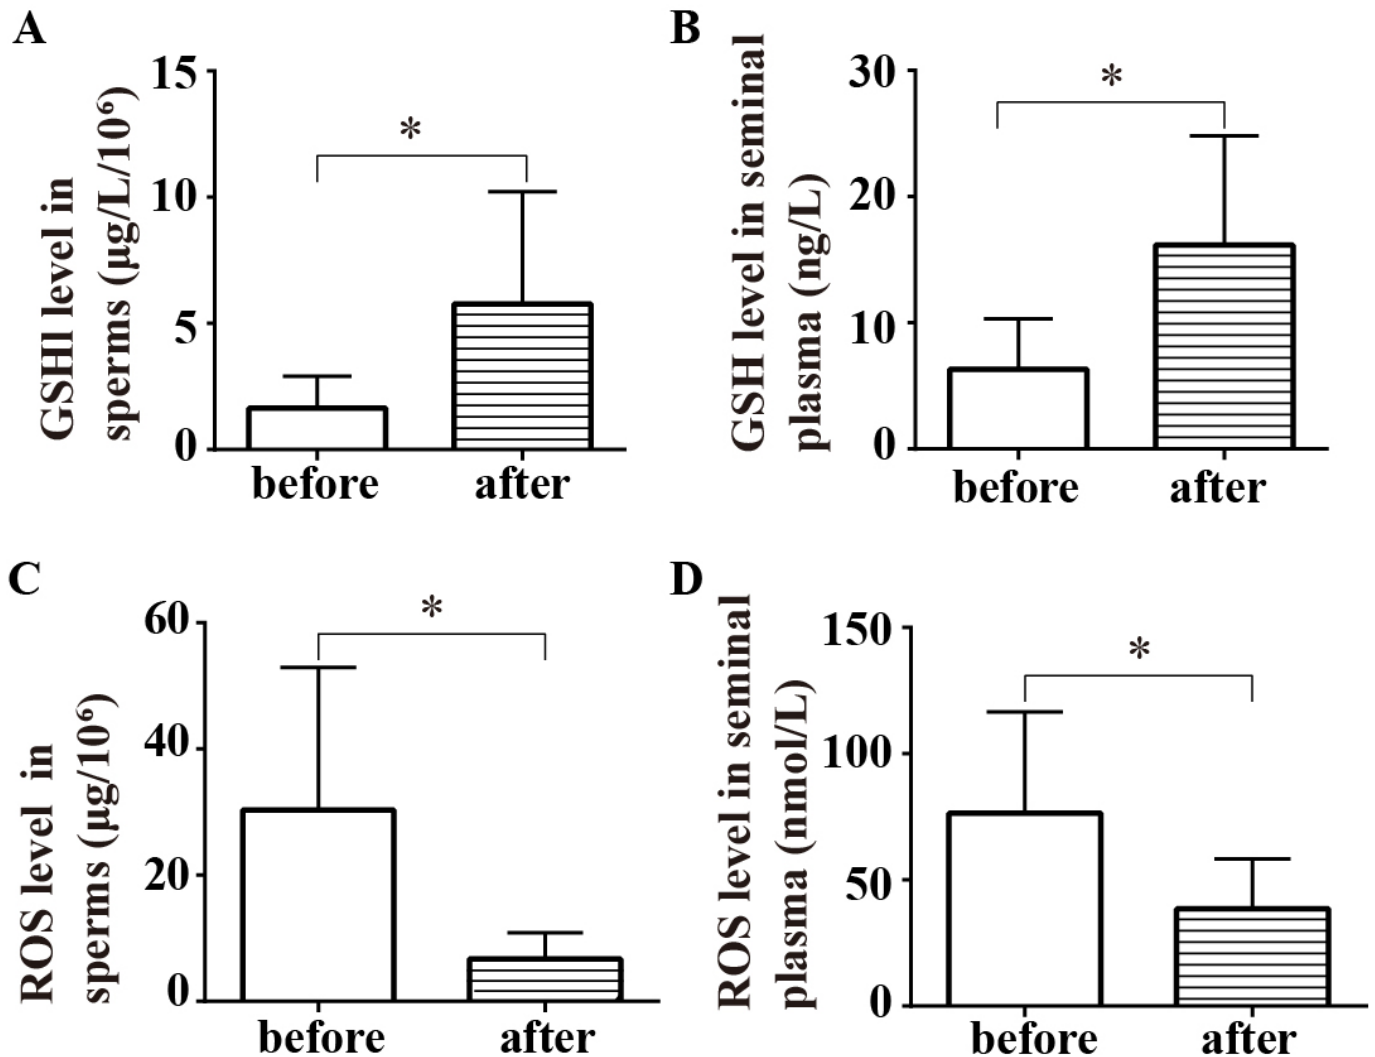 A
GSHI level in
sperms (μg/L/10⁶)
15
10
5
0
*
before
after
B
GSH level in seminal
plasma (ng/L)
30
20
10
0
*
before
after
C
ROS level in
sperms (μg/10⁶)
60
40
20
0
*
before
after
D
ROS level in seminal
plasma (nmol/L)
150
100
50
0
*
before
after